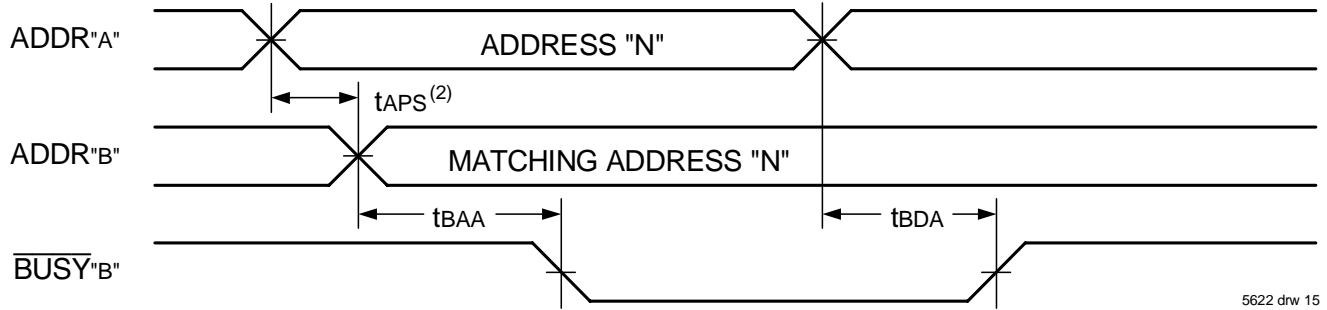 ADDR"A"
ADDRESS "N"
tAPS(2)
ADDR"B"
MATCHING ADDRESS "N"
tBAA
tBDA
BUSY"B"
5622 drw 15